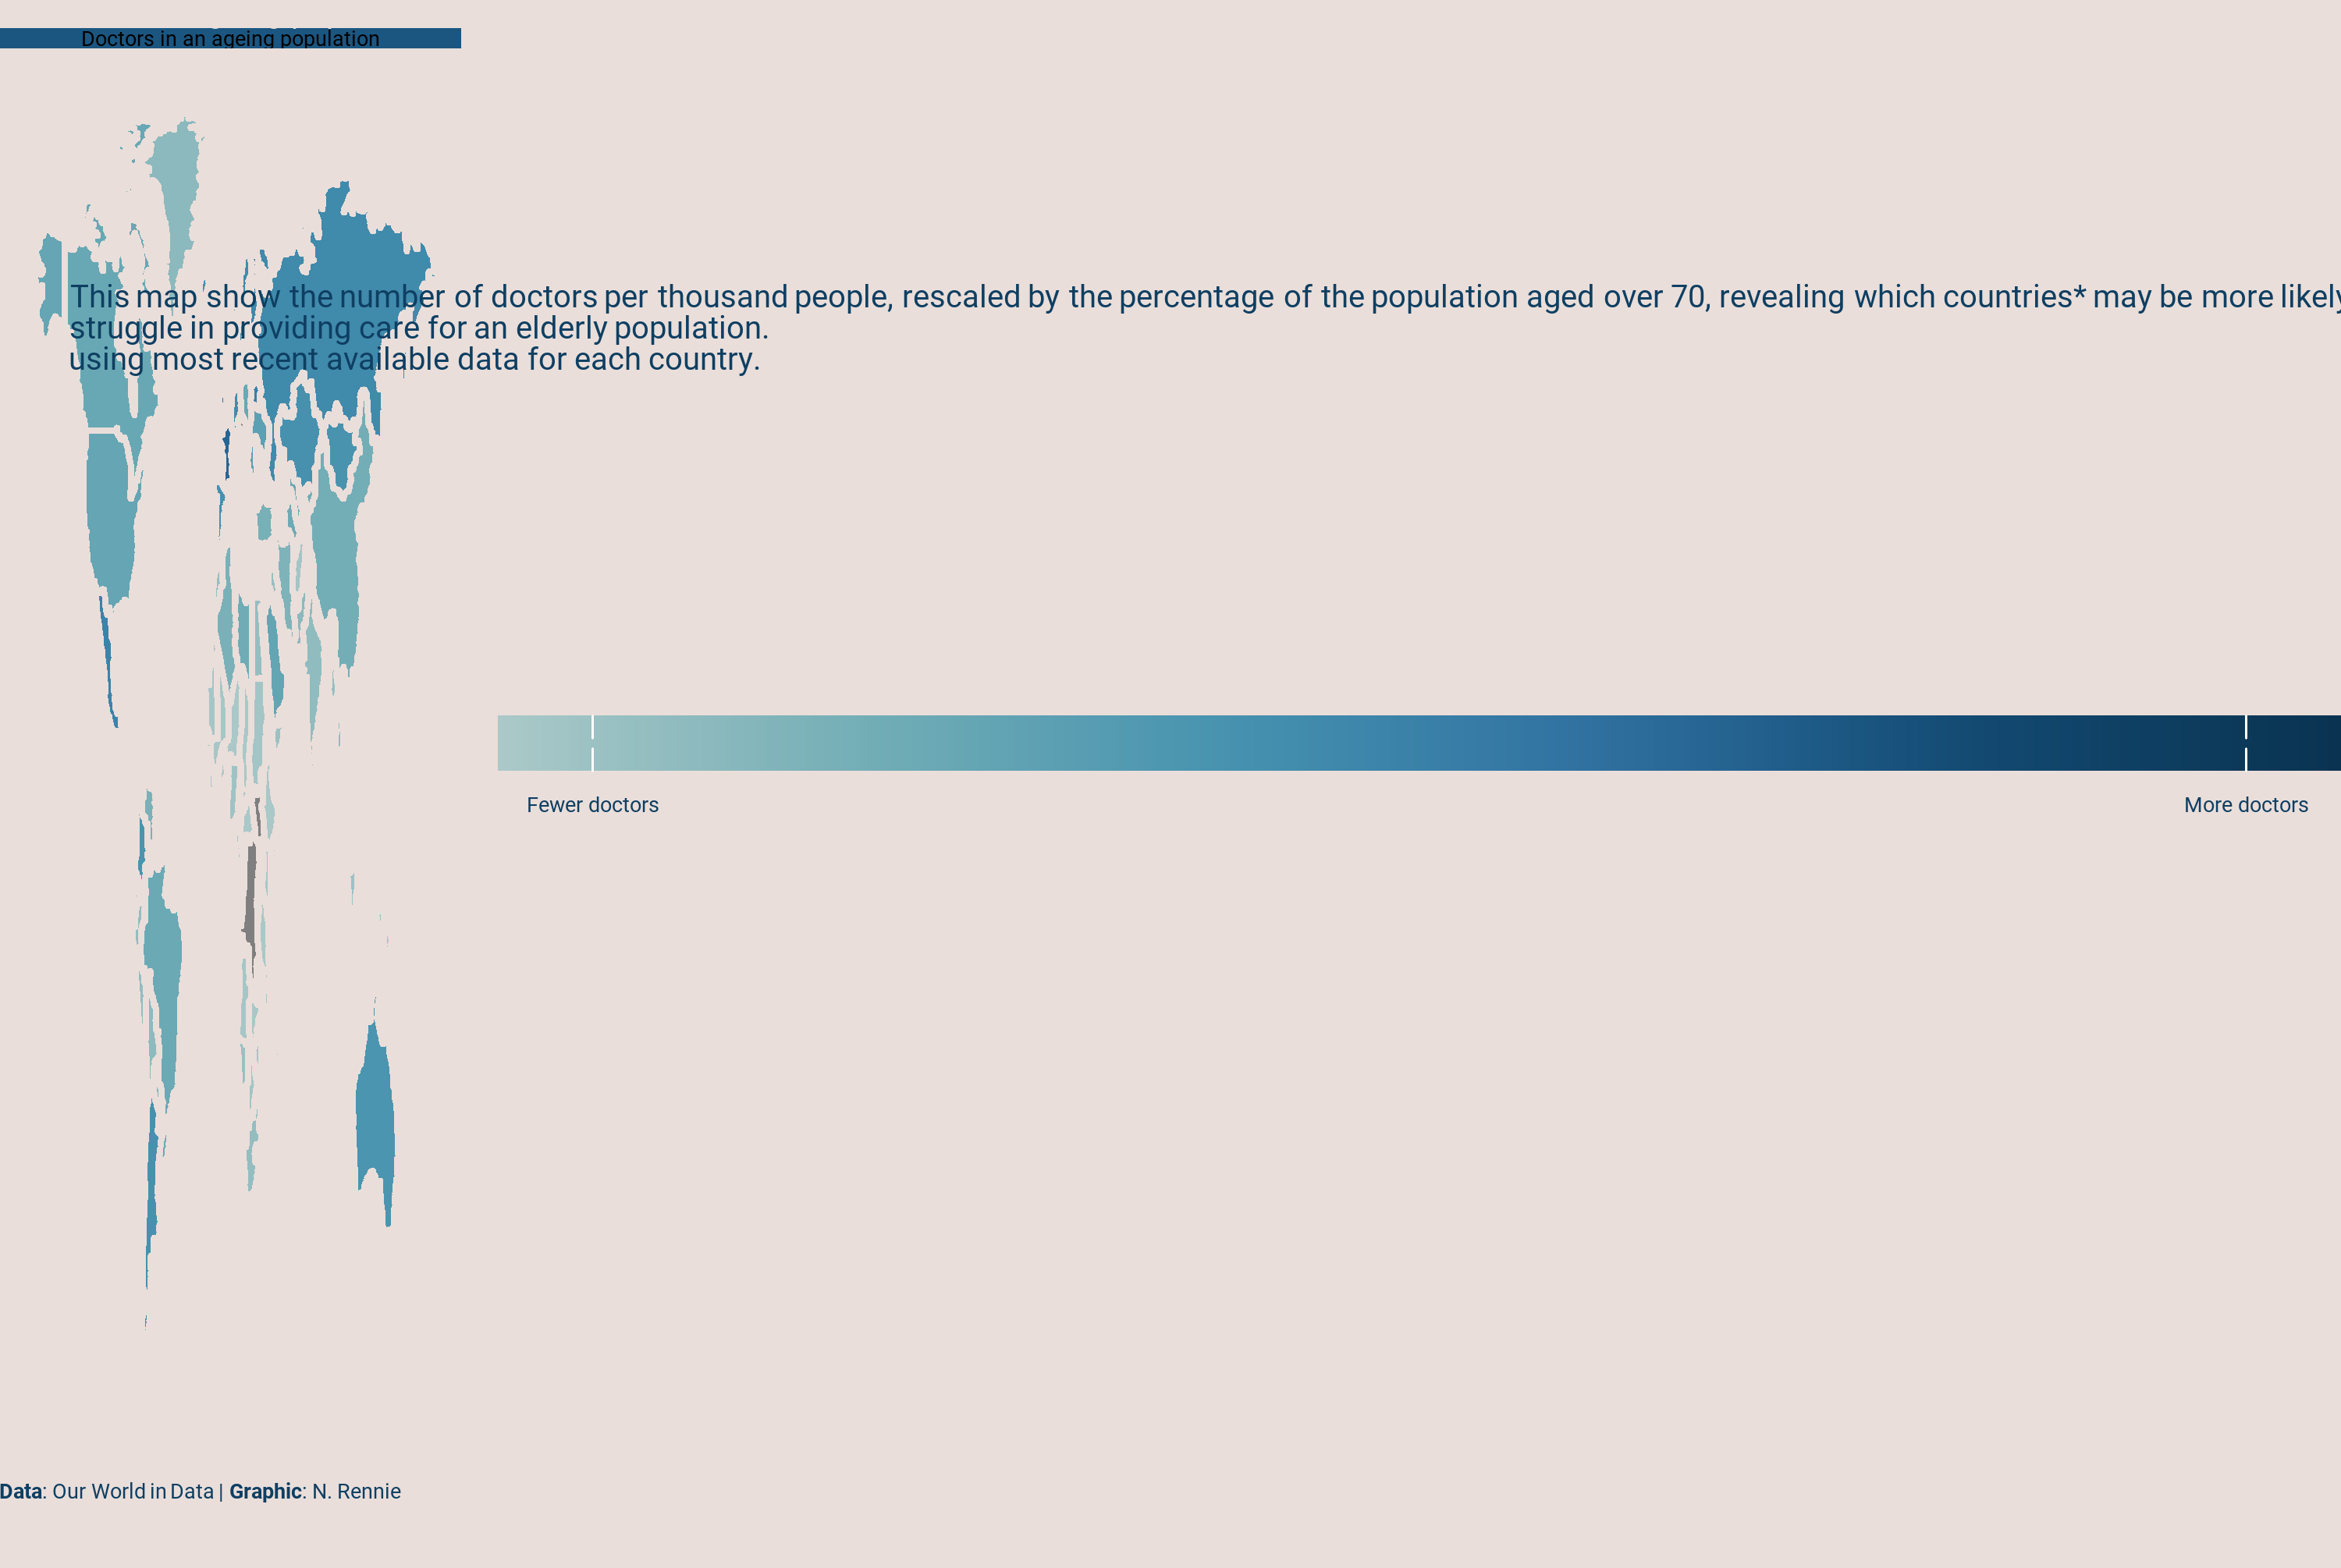 Doctors in an ageing population
This map show the number of doctors per thousand people, rescaled by the percentage of the population aged over 70, revealing which countries* may be more likely
struggle in providing care for an elderly population.
using most recent available data for each country.
Fewer doctors
More doctors
Data: Our World in Data | Graphic: N. Rennie